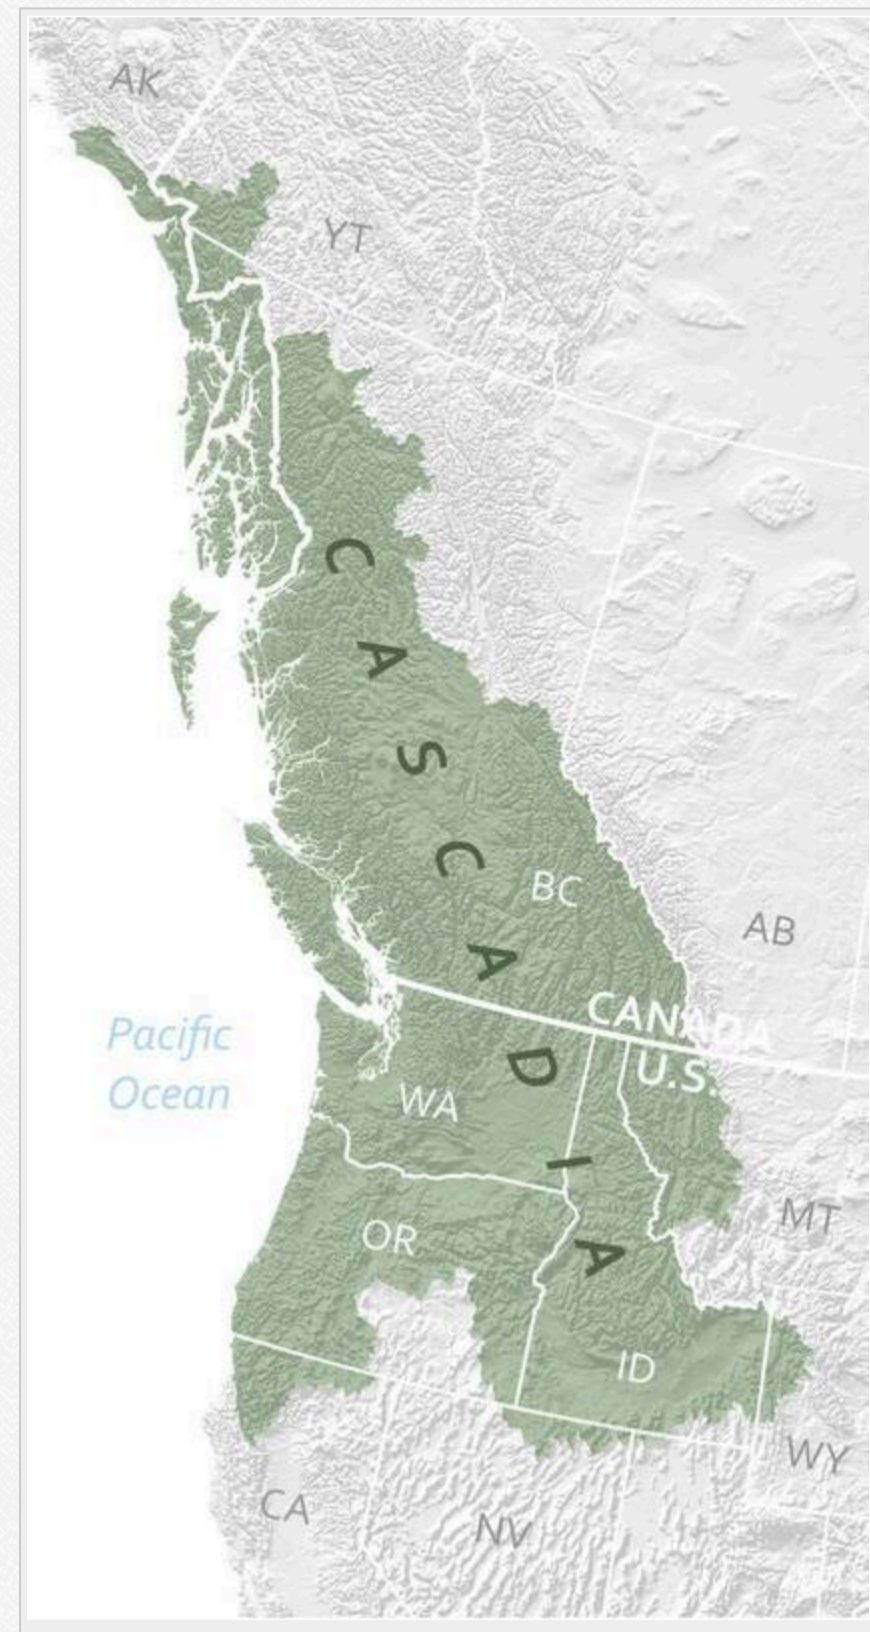 AK
YT
CASCADIA
BC
AB
CANADA
U.S.
Pacific
Ocean
WA
MT
OR
ID
WY
CA
NV